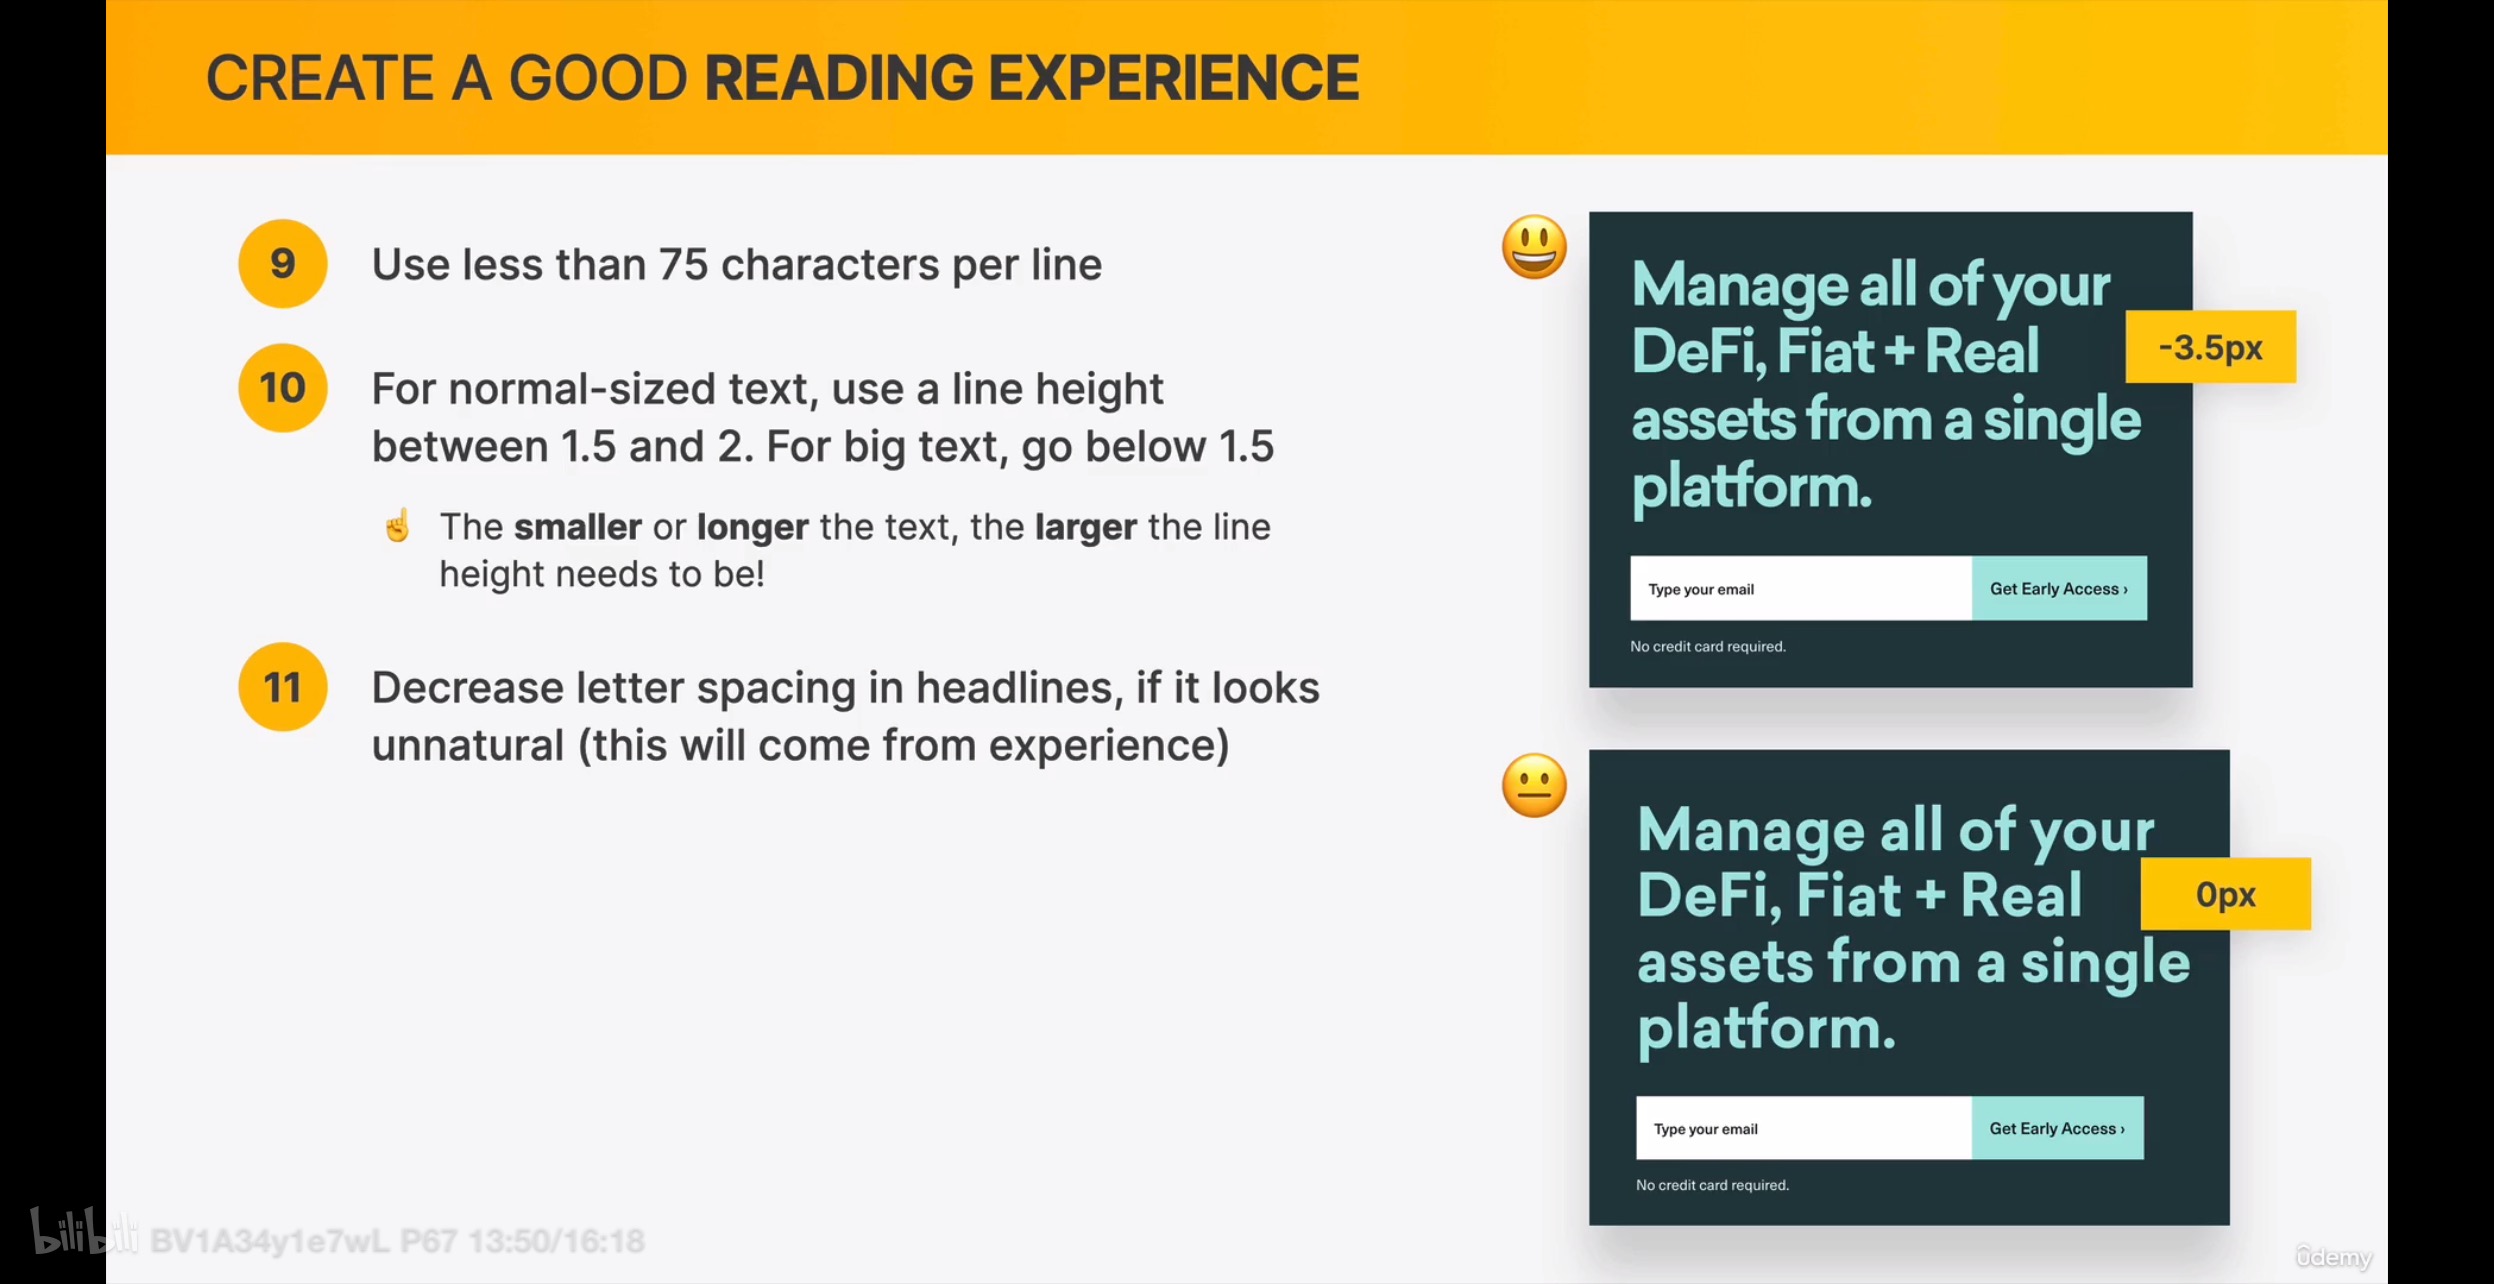 CREATE A GOOD READING EXPERIENCE
9
Use less than 75 characters per line
10
For normal-sized text, use a line height
between 1.5 and 2. For big text, go below 1.5
The smaller or longer the text, the larger the line
height needs to be!
11
Decrease letter spacing in headlines, if it looks
unnatural (this will come from experience)
Manage all of your
DeFi, Fiat + Real
assets from a single
platform.
-3.5px
Type your email
Get Early Access ›
No credit card required.
Manage all of your
DeFi, Fiat + Real
assets from a single
platform.
0px
Type your email
Get Early Access ›
No credit card required.
bilibili BV1A34y1e7wL P67 13:50/16:18
ûdemy